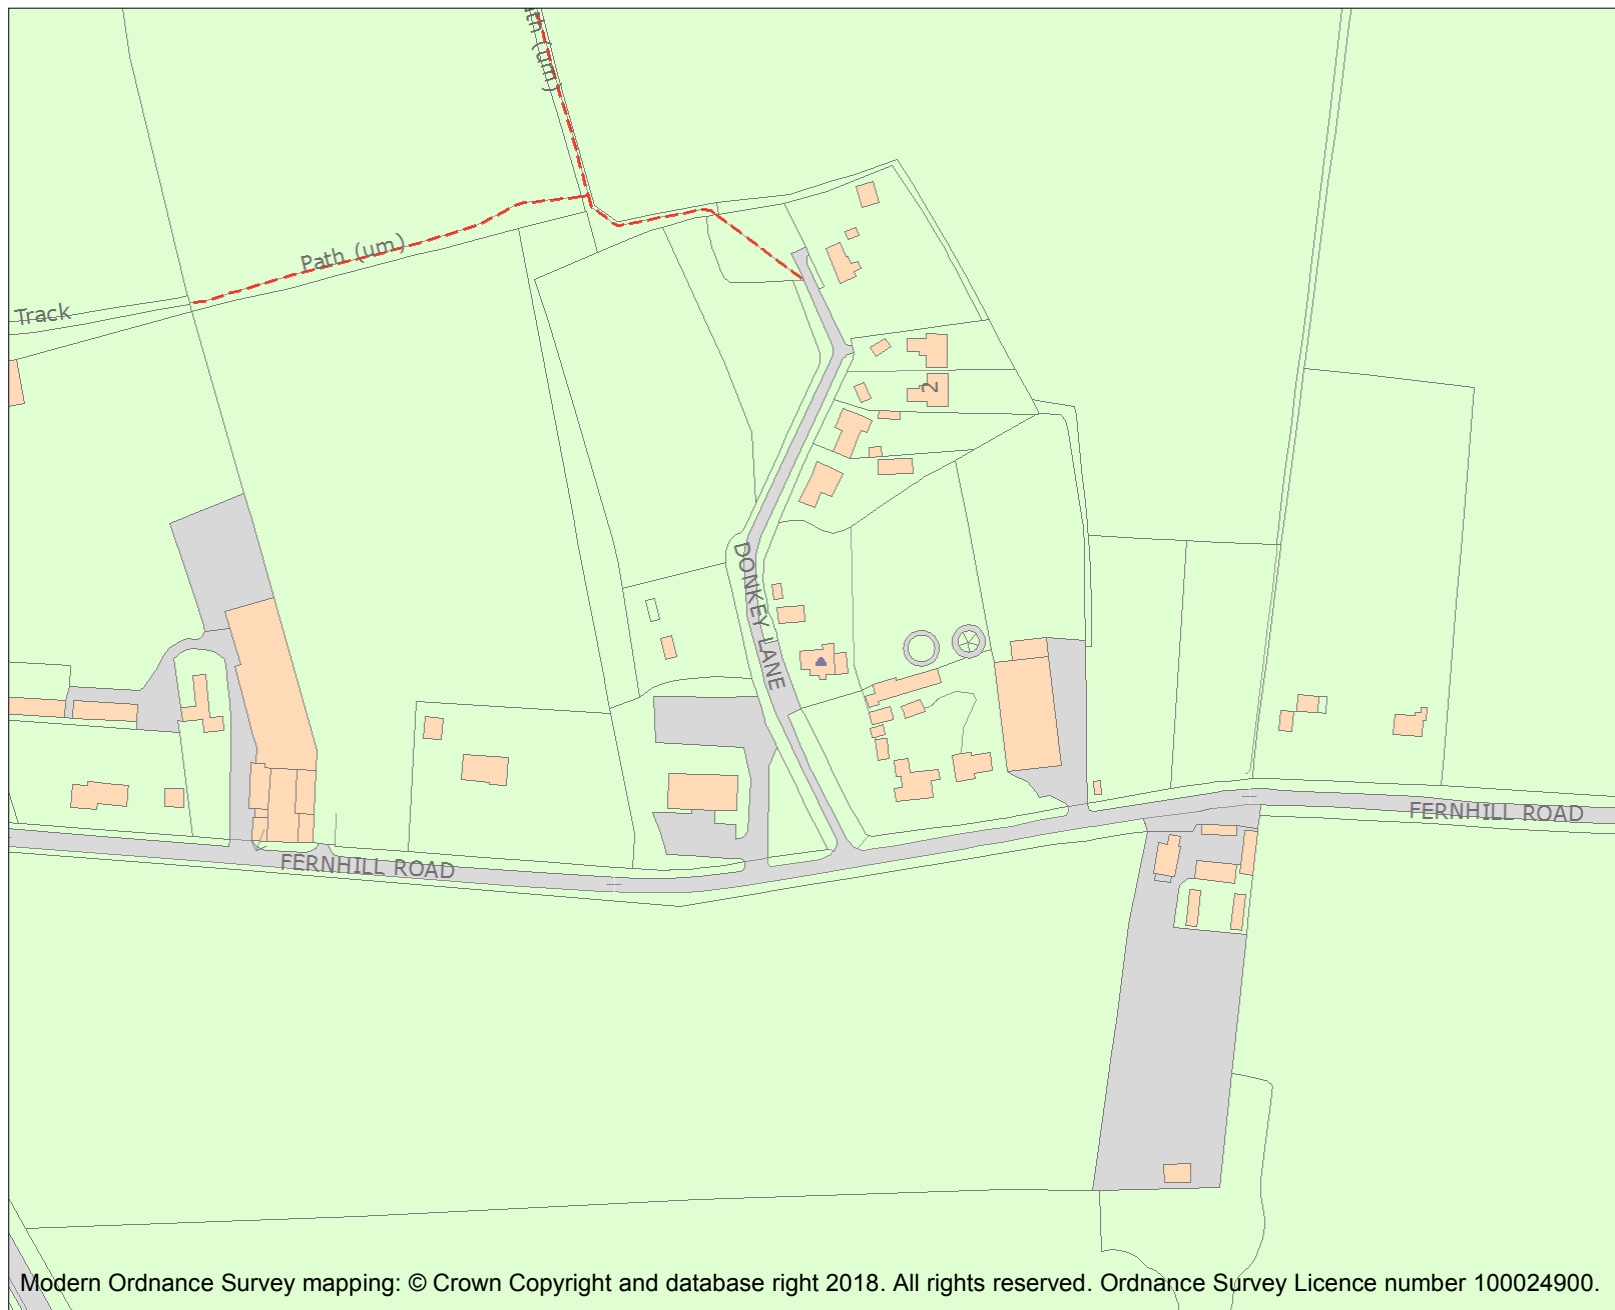 th (um)
Path (um)
Track
2
DONKEY LANE
FERNHILL ROAD
FERNHILL ROAD
Modern Ordnance Survey mapping: © Crown Copyright and database right 2018. All rights reserved. Ordnance Survey Licence number 100024900.